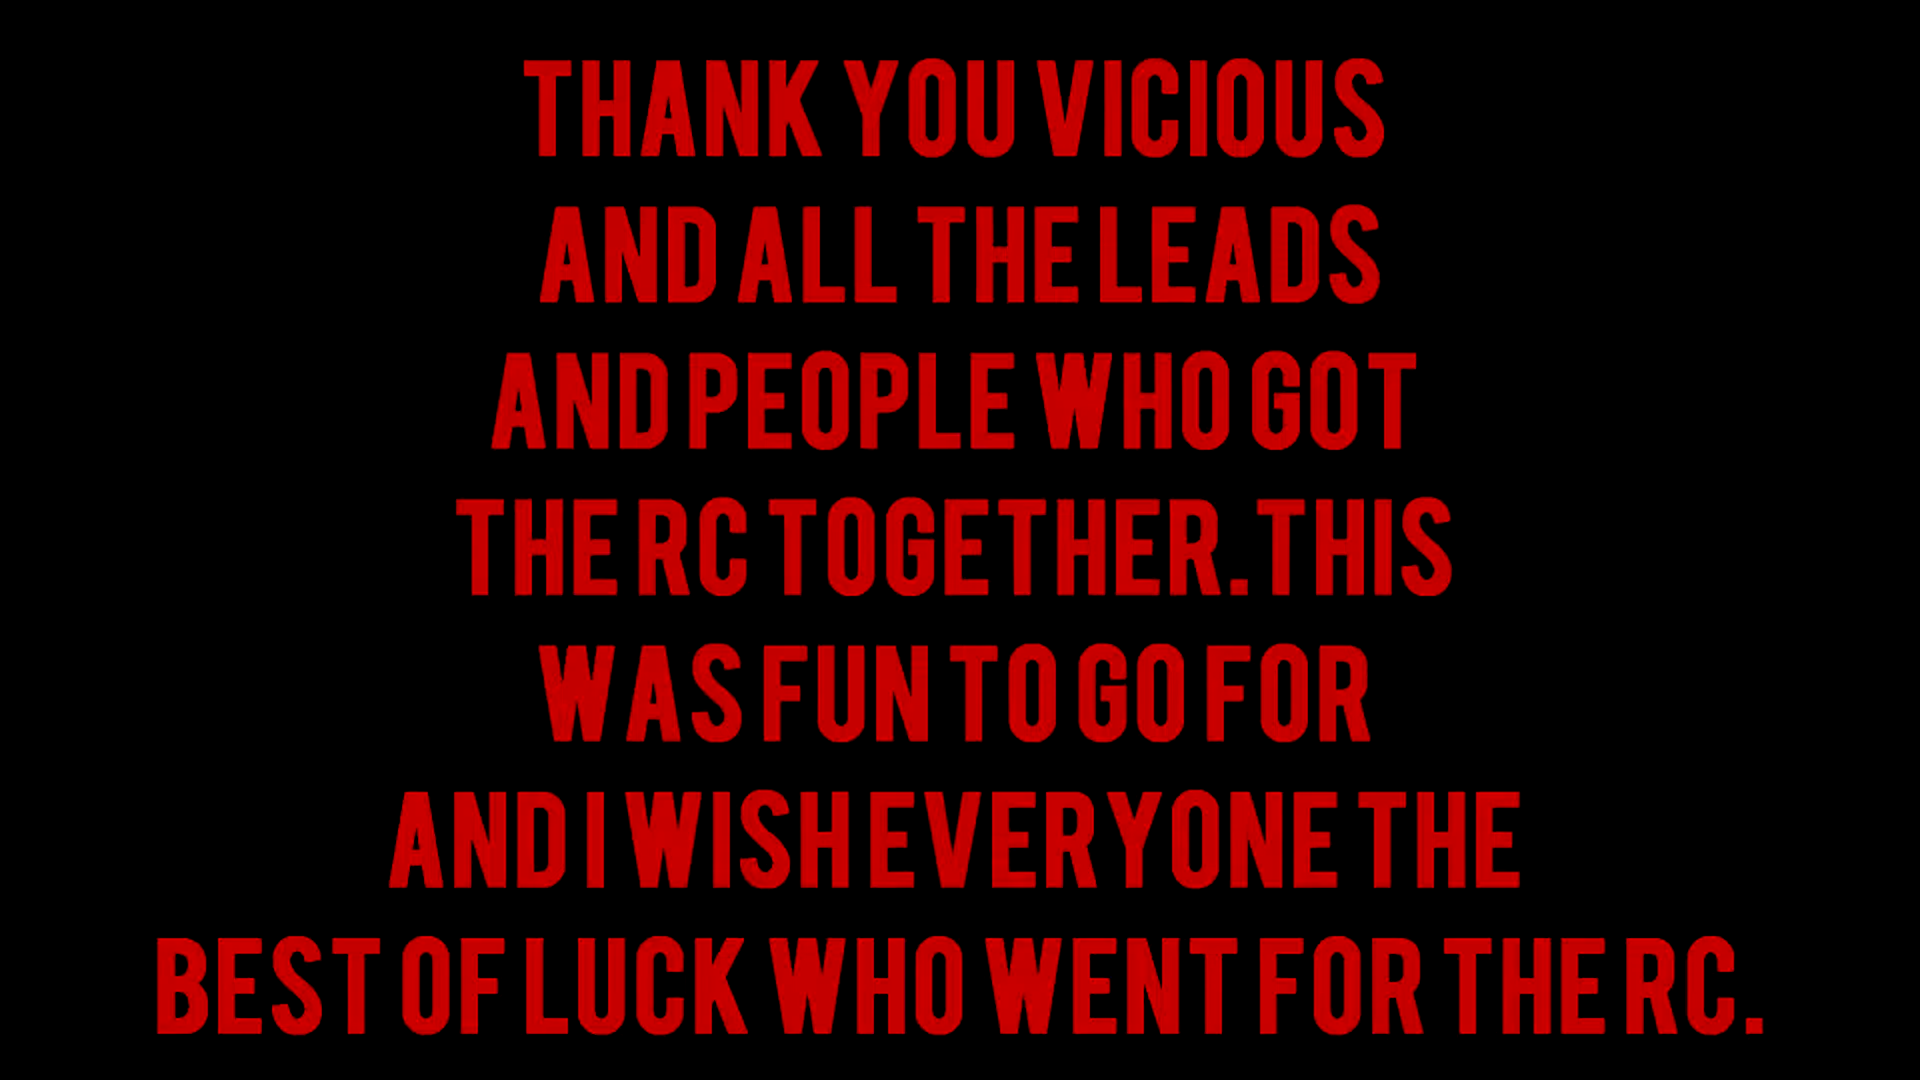 THANK YOU VICIOUS
AND ALL THE LEADS
AND PEOPLE WHO GOT
THE RC TOGETHER. THIS
WAS FUN TO GO FOR
AND I WISH EVERYONE THE
BEST OF LUCK WHO WENT FOR THE RC.